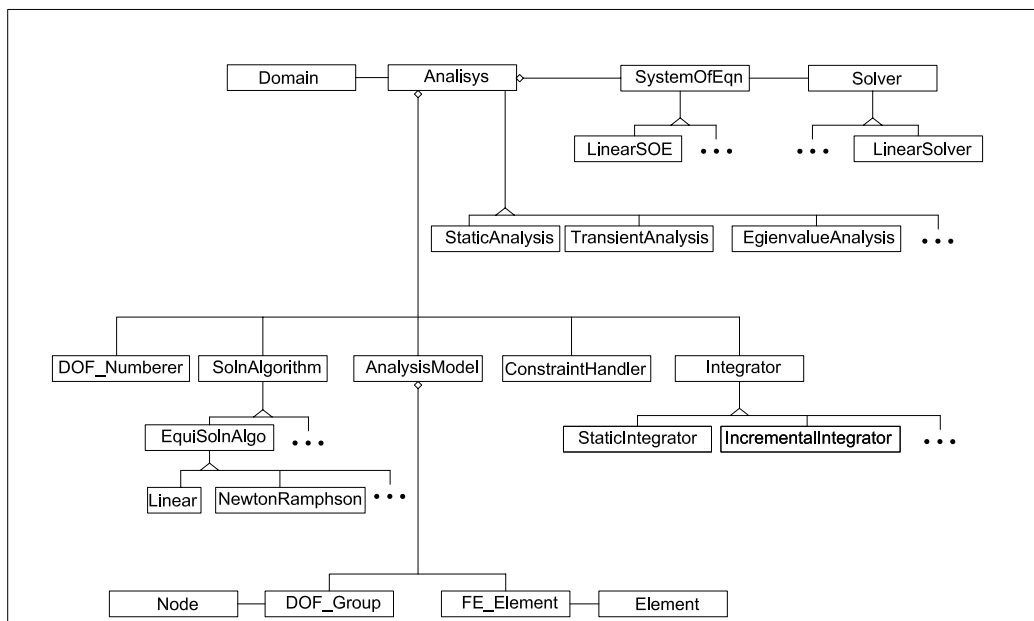 Domain
Analisys
SystemOfEqn
Solver
LinearSOE
• • •
• • •
LinearSolver
StaticAnalysis
TransientAnalysis
EgienvalueAnalysis
• • •
DOF_Numberer
SolnAlgorithm
AnalysisModel
ConstraintHandler
Integrator
EquiSolnAlgo
• • •
StaticIntegrator
IncrementalIntegrator
• • •
Linear
NewtonRamphson
• • •
Node
DOF_Group
FE_Element
Element